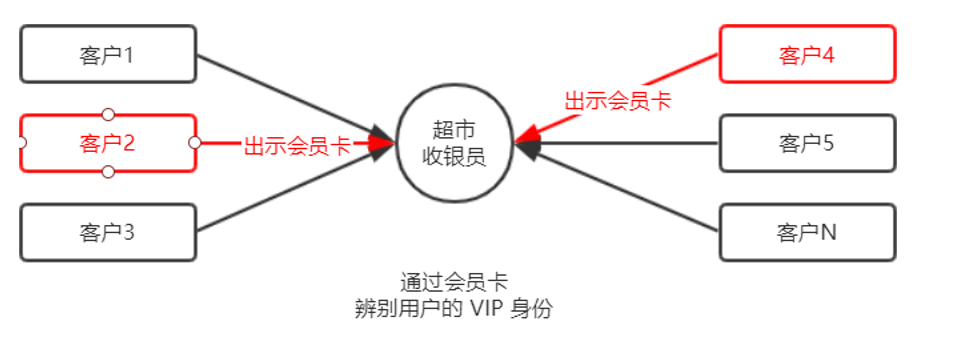 客户1
客户4
出示会员卡
客户2
出示会员卡
超市
收银员
客户5
客户3
客户N
通过会员卡
辨别用户的 VIP 身份